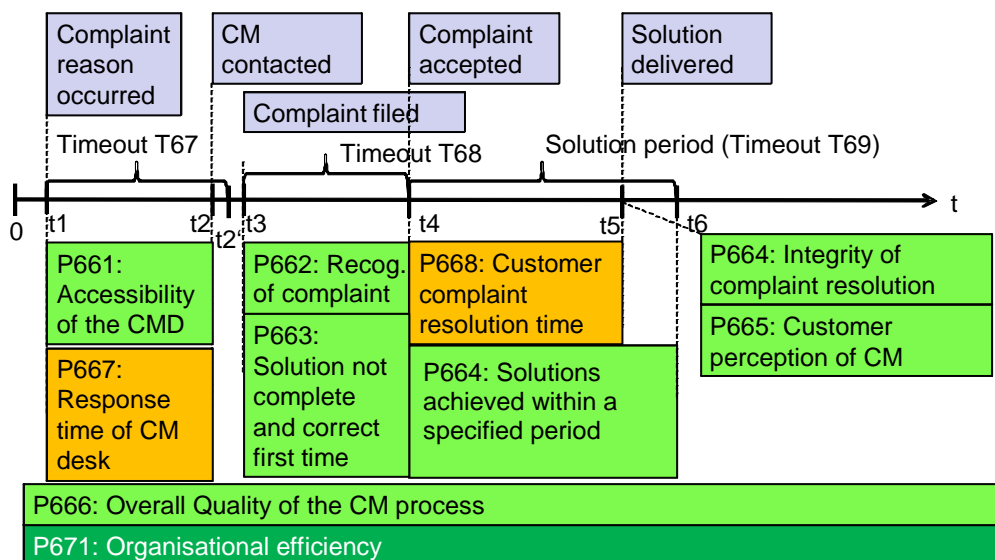 Complaint
reason
occurred
CM
contacted
Complaint
accepted
Solution
delivered
Complaint filed
Timeout T67
Timeout T68
Solution period (Timeout T69)
0
t1
t2
t2'
t3
t4
t5
t6
t
P661:
Accessibility
of the CMD
P667:
Response
time of CM
desk
P662: Recog.
of complaint
P663:
Solution not
complete
and correct
first time
P668: Customer
complaint
resolution time
P664: Solutions
achieved within a
specified period
P664: Integrity of
complaint resolution
P665: Customer
perception of CM
P666: Overall Quality of the CM process
P671: Organisational efficiency